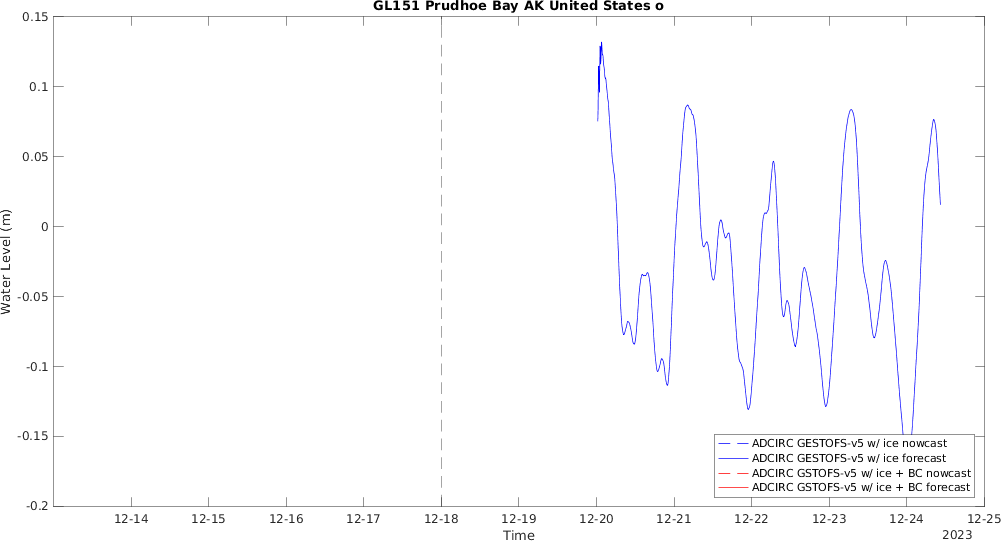 GL151 Prudhoe Bay AK United States o
0.15
0.1
0.05
0
-0.05
-0.1
-0.15
-0.2
Water Level (m)
12-14 12-15 12-16 12-17 12-18 12-19 12-20 12-21 12-22 12-23 12-24 12-25
Time
2023
ADCIRC GESTOFS-v5 w/ ice nowcast
ADCIRC GESTOFS-v5 w/ ice forecast
ADCIRC GSTOFS-v5 w/ ice + BC nowcast
ADCIRC GSTOFS-v5 w/ ice + BC forecast